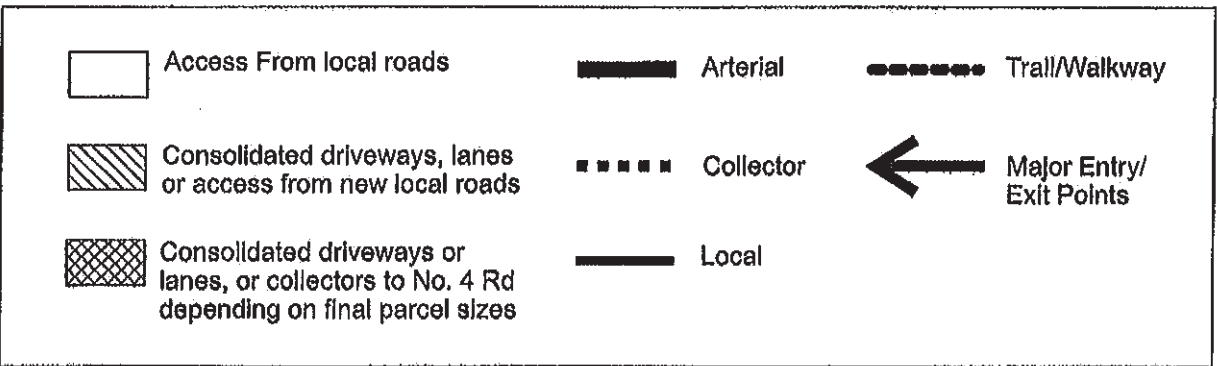 Access From local roads
Consolidated driveways, lanes
or access from new local roads
Consolidated driveways or
lanes, or collectors to No. 4 Rd
depending on final parcel sizes
Arterial
Collector
Local
Trail/Walkway
Major Entry/
Exit Points